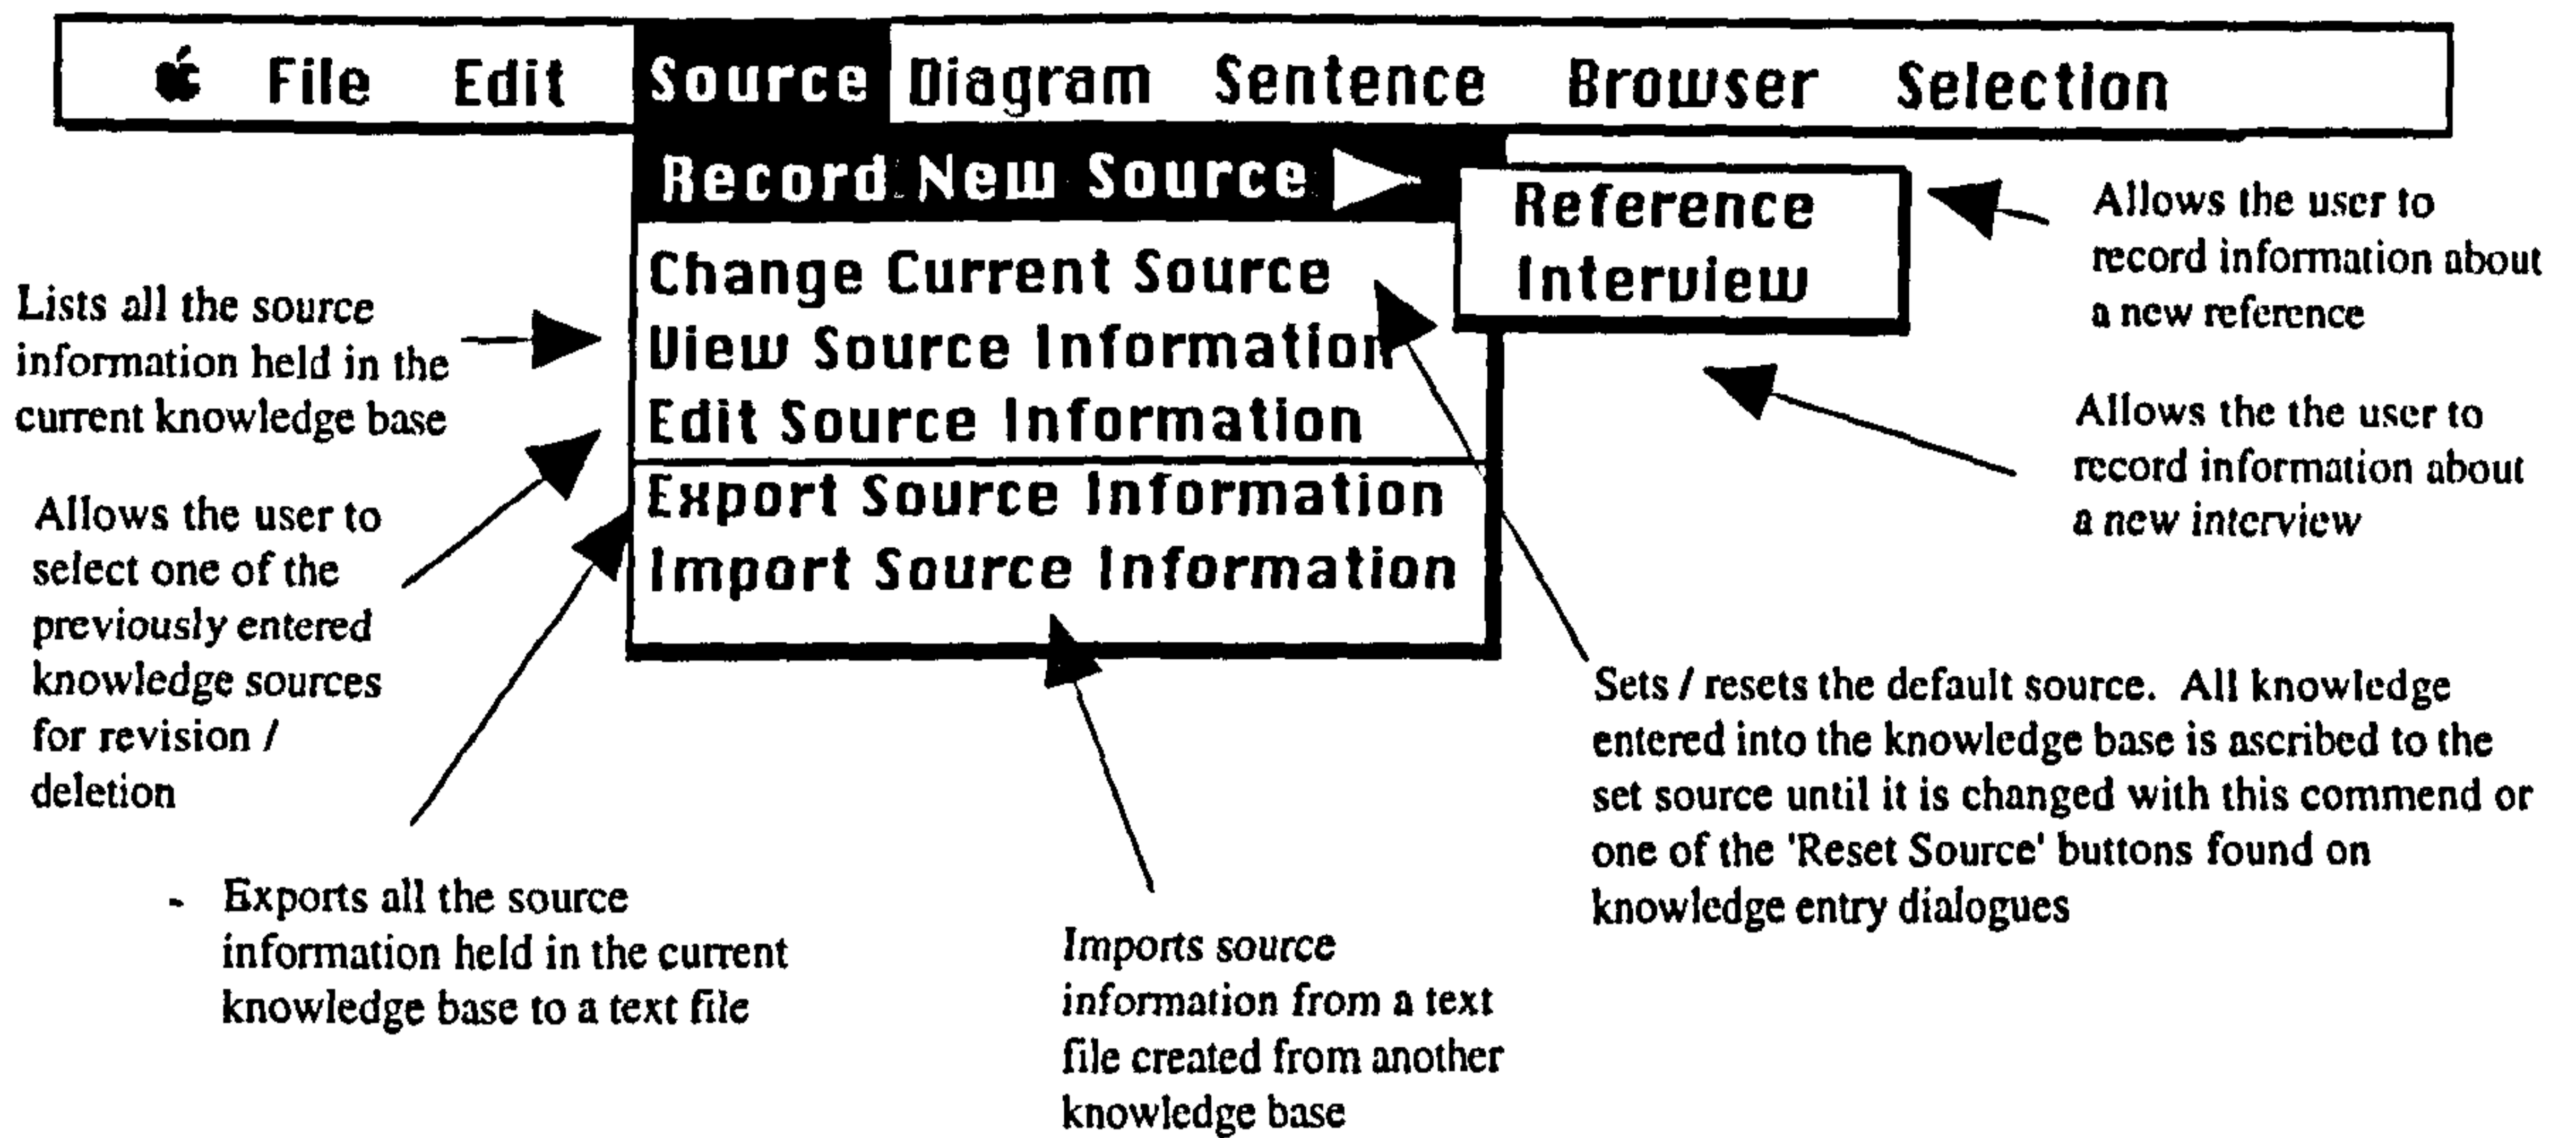 File Edit Source Diagram Sentence Browser Selection
Record New Source
Change Current Source
View Source Information
Edit Source Information
Export Source Information
Import Source Information
Reference
Interview
Allows the user to
record information about
a new reference
Allows the the user to
record information about
a new interview
Lists all the source
information held in the
current knowledge base
Allows the user to
select one of the
previously entered
knowledge sources
for revision /
deletion
- Exports all the source
information held in the current
knowledge base to a text file
Imports source
information from a text
file created from another
knowledge base
Sets / resets the default source. All knowledge
entered into the knowledge base is ascribed to the
set source until it is changed with this commend or
one of the 'Reset Source' buttons found on
knowledge entry dialogues